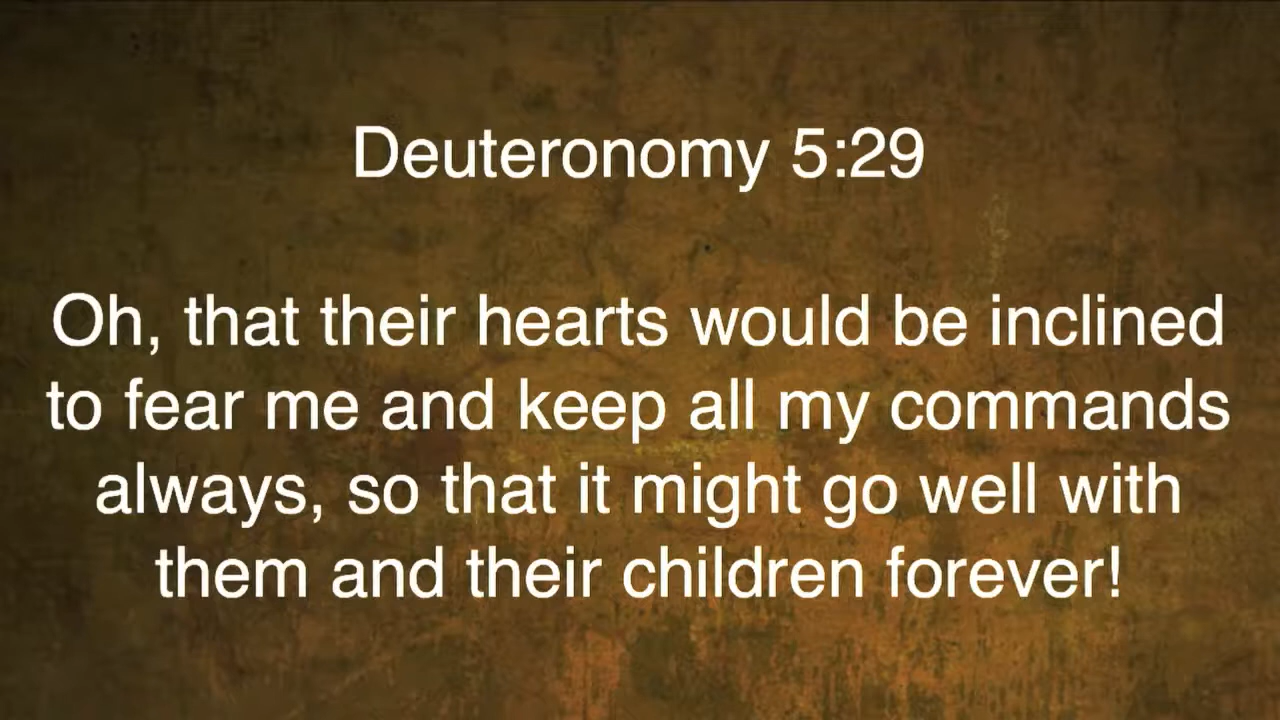 Deuteronomy 5:29
Oh, that their hearts would be inclined
to fear me and keep all my commands
always, so that it might go well with
them and their children forever!